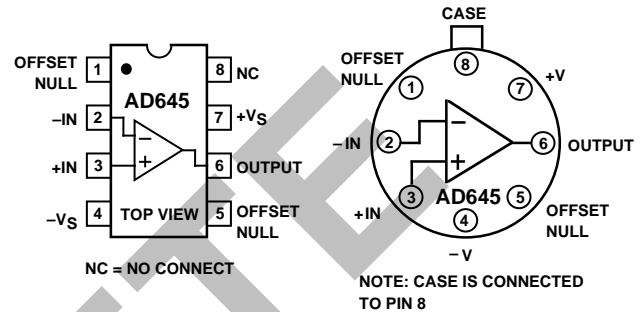 CASE
OFFSET
NULL
1
8
NC
AD645
−IN
2
7
+VS
+IN
3
6
OUTPUT
−VS
4
TOP VIEW
5
OFFSET
NULL
NC = NO CONNECT
OFFSET
NULL
8
1
7
+V
−IN
2
6
OUTPUT
+IN
3
AD645
5
OFFSET
NULL
4
−V
NOTE: CASE IS CONNECTED
TO PIN 8